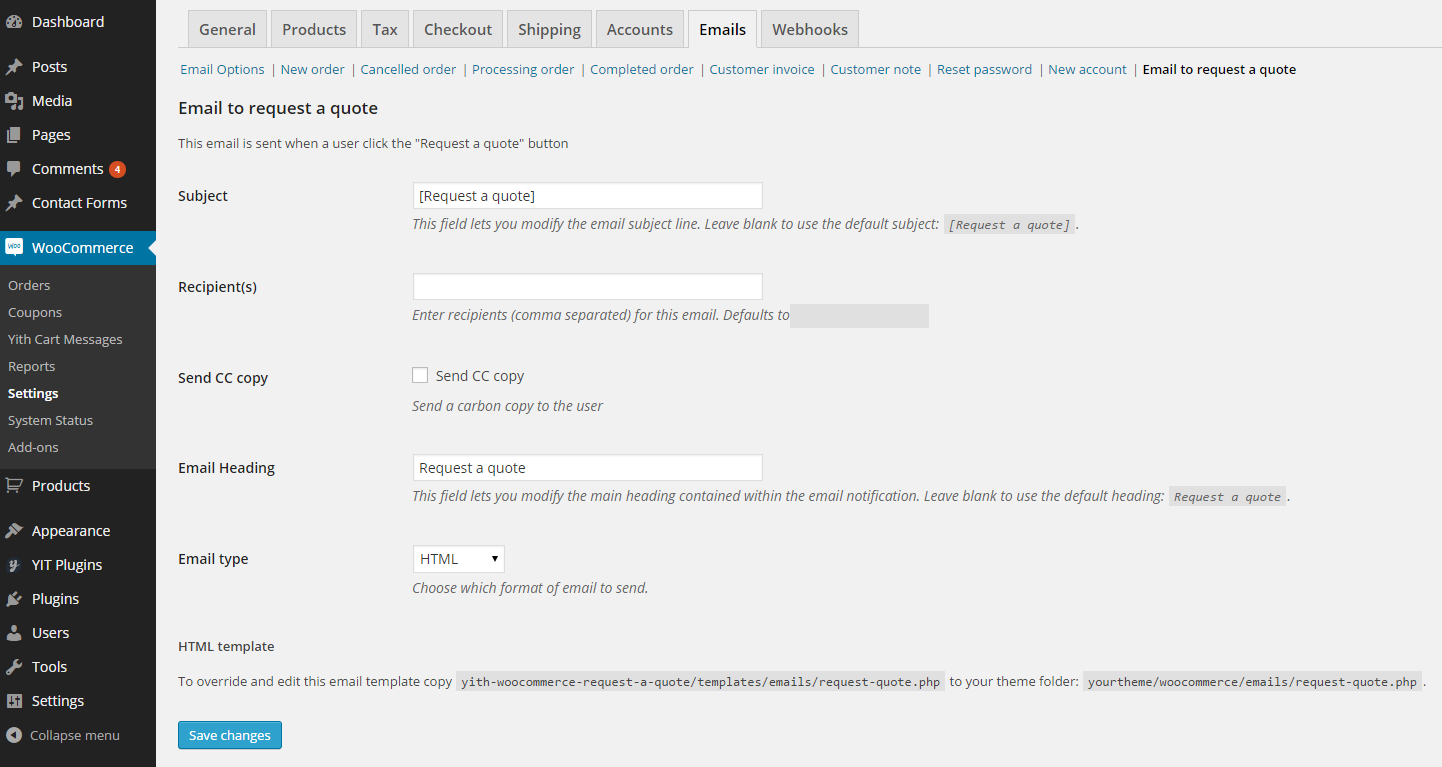 Dashboard
Posts
Media
Pages
Comments 4
Contact Forms
WooCommerce
Orders
Coupons
Yith Cart Messages
Reports
Settings
System Status
Add-ons
Products
Appearance
YIT Plugins
Plugins
Users
Tools
Settings
Collapse menu
General Products Tax Checkout Shipping Accounts Emails Webhooks
Email Options | New order | Cancelled order | Processing order | Completed order | Customer invoice | Customer note | Reset password | New account | Email to request a quote
Email to request a quote
This email is sent when a user click the "Request a quote" button
Subject [Request a quote]
This field lets you modify the email subject line. Leave blank to use the default subject: [Request a quote] .
Recipient(s)
Enter recipients (comma separated) for this email. Defaults to
Send CC copy Send CC copy
Send a carbon copy to the user
Email Heading Request a quote
This field lets you modify the main heading contained within the email notification. Leave blank to use the default heading: Request a quote .
Email type HTML
Choose which format of email to send.
HTML template
To override and edit this email template copy yith-woocommerce-request-a-quote/templates/emails/request-quote.php to your theme folder: yourtheme/woocommerce/emails/request-quote.php .
Save changes